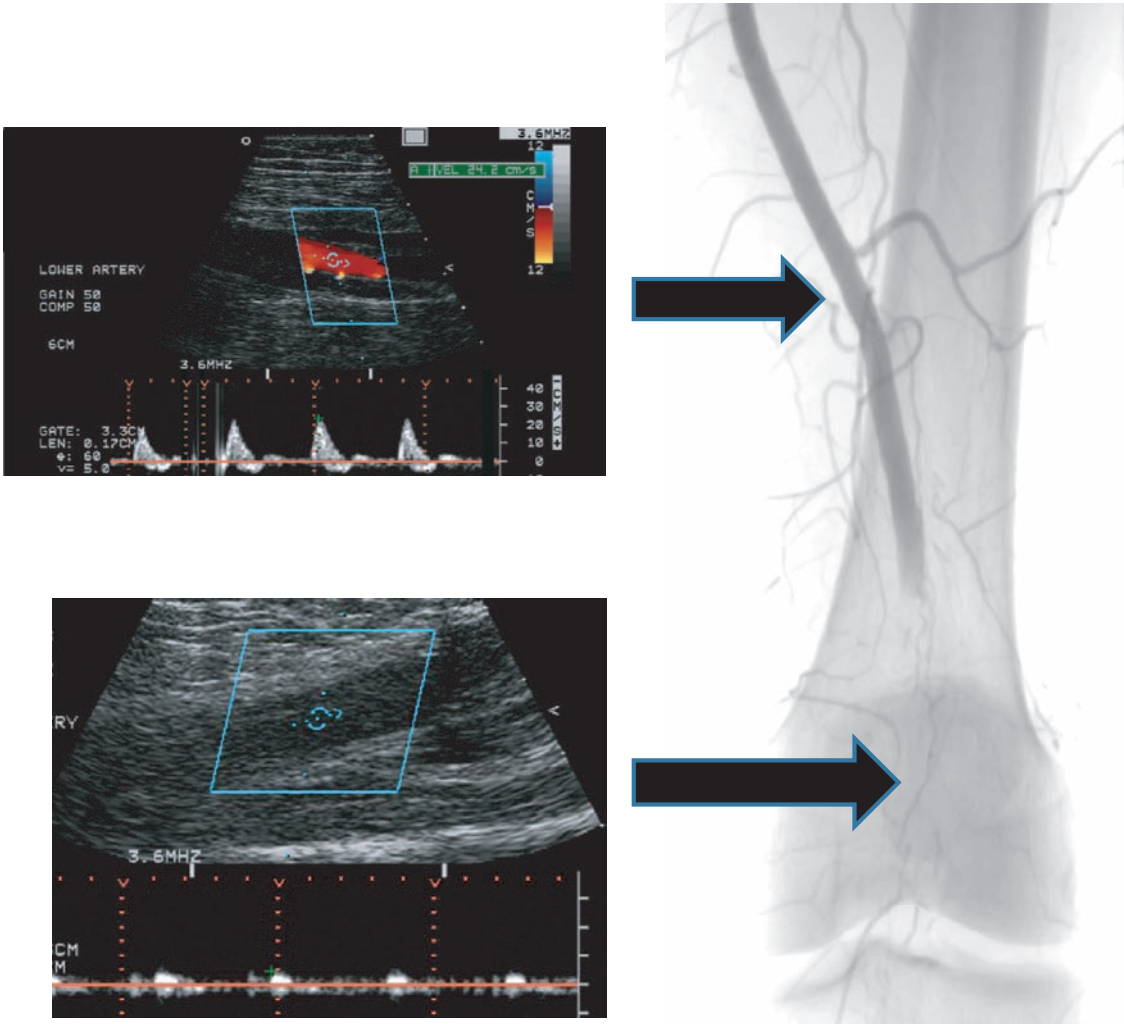 3.6MHZ
12
A VEL 24.2 cm/s
C
M
/
S
12
LOWER ARTERY
GAIN 50
COMP 50
6CM
3.6MHZ
40
30
20
10
0
GATE: 3.3CM
LEN: 0.17CM
60
V= 5.0
RY
3.6MHZ
CM
M